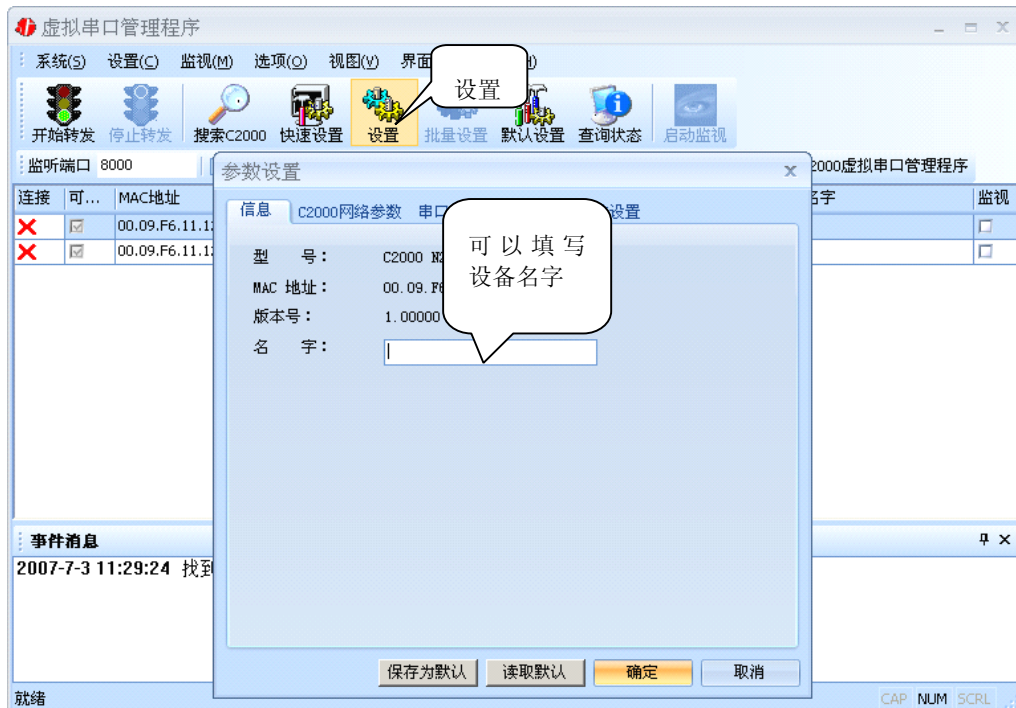 虚拟串口管理程序
系统(S) 设置(C) 监视(M) 选项(O) 视图(V) 界面
设置
开始转发 停止转发 搜索C2000 快速设置 设置 批量设置 默认设置 查询状态 启动监视
监听端口 8000 2000虚拟串口管理程序
参数设置
连接 可... MAC地址 字 监视
信息 C2000网络参数 串口 设置
00.09.F6.11.1
00.09.F6.11.1
可以填写
设备名字
型 号： C2000
MAC 地址： 00.09.F6
版本号： 1.00000
名 字：
事件消息
2007-7-3 11:29:24 找到
保存为默认 读取默认 确定 取消
就绪 CAP NUM SCRL